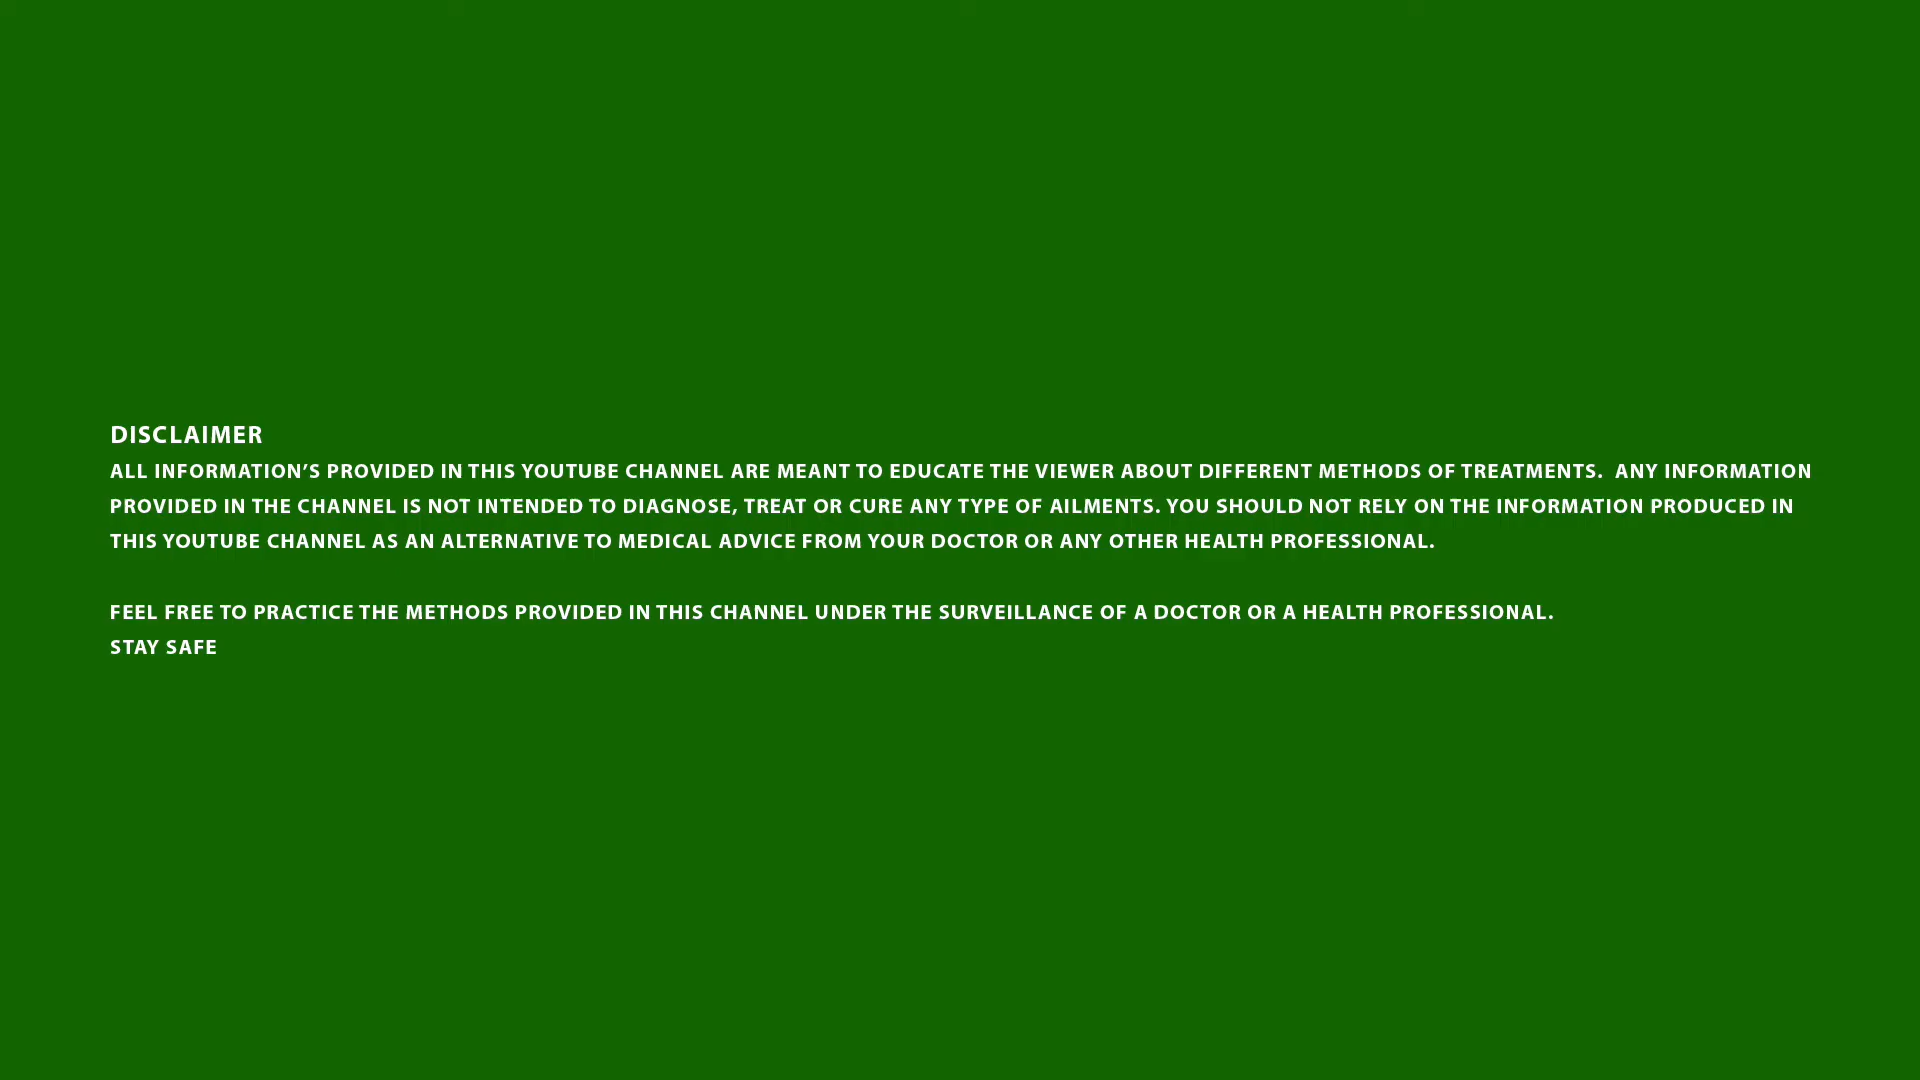 DISCLAIMER
ALL INFORMATION’S PROVIDED IN THIS YOUTUBE CHANNEL ARE MEANT TO EDUCATE THE VIEWER ABOUT DIFFERENT METHODS OF TREATMENTS.  ANY INFORMATION
PROVIDED IN THE CHANNEL IS NOT INTENDED TO DIAGNOSE, TREAT OR CURE ANY TYPE OF AILMENTS. YOU SHOULD NOT RELY ON THE INFORMATION PRODUCED IN
THIS YOUTUBE CHANNEL AS AN ALTERNATIVE TO MEDICAL ADVICE FROM YOUR DOCTOR OR ANY OTHER HEALTH PROFESSIONAL.
FEEL FREE TO PRACTICE THE METHODS PROVIDED IN THIS CHANNEL UNDER THE SURVEILLANCE OF A DOCTOR OR A HEALTH PROFESSIONAL.
STAY SAFE